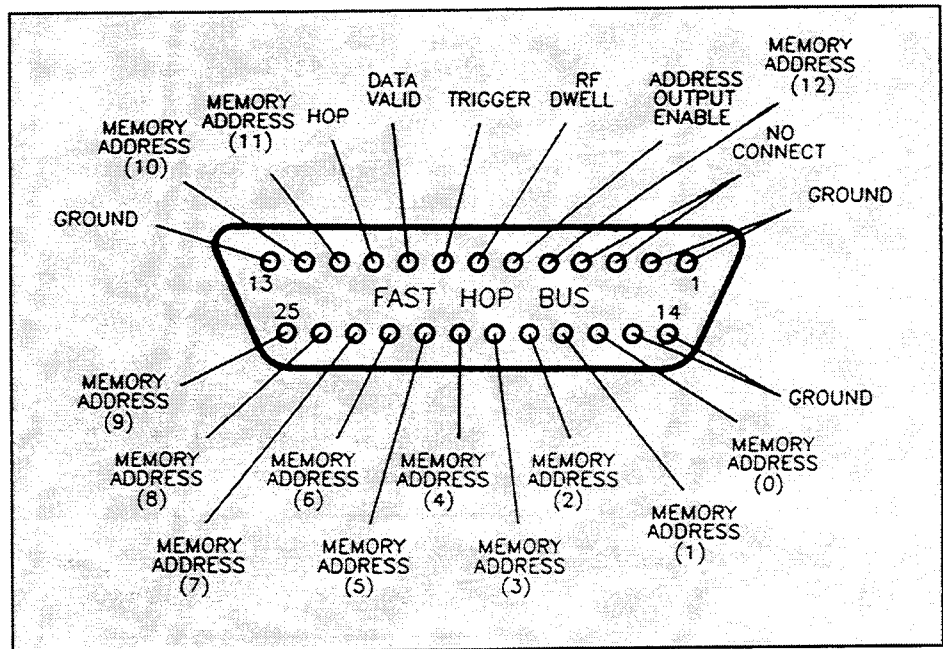 MEMORY
ADDRESS
(12)
DATA
VALID
TRIGGER
RF
DWELL
ADDRESS
OUTPUT
ENABLE
MEMORY
ADDRESS
(11)
HOP
MEMORY
ADDRESS
(10)
NO
CONNECT
GROUND
GROUND
13
1
FAST HOP BUS
25
14
MEMORY
ADDRESS
(9)
GROUND
MEMORY
ADDRESS
(8)
MEMORY
ADDRESS
(6)
MEMORY
ADDRESS
(4)
MEMORY
ADDRESS
(2)
MEMORY
ADDRESS
(0)
MEMORY
ADDRESS
(7)
MEMORY
ADDRESS
(5)
MEMORY
ADDRESS
(3)
MEMORY
ADDRESS
(1)